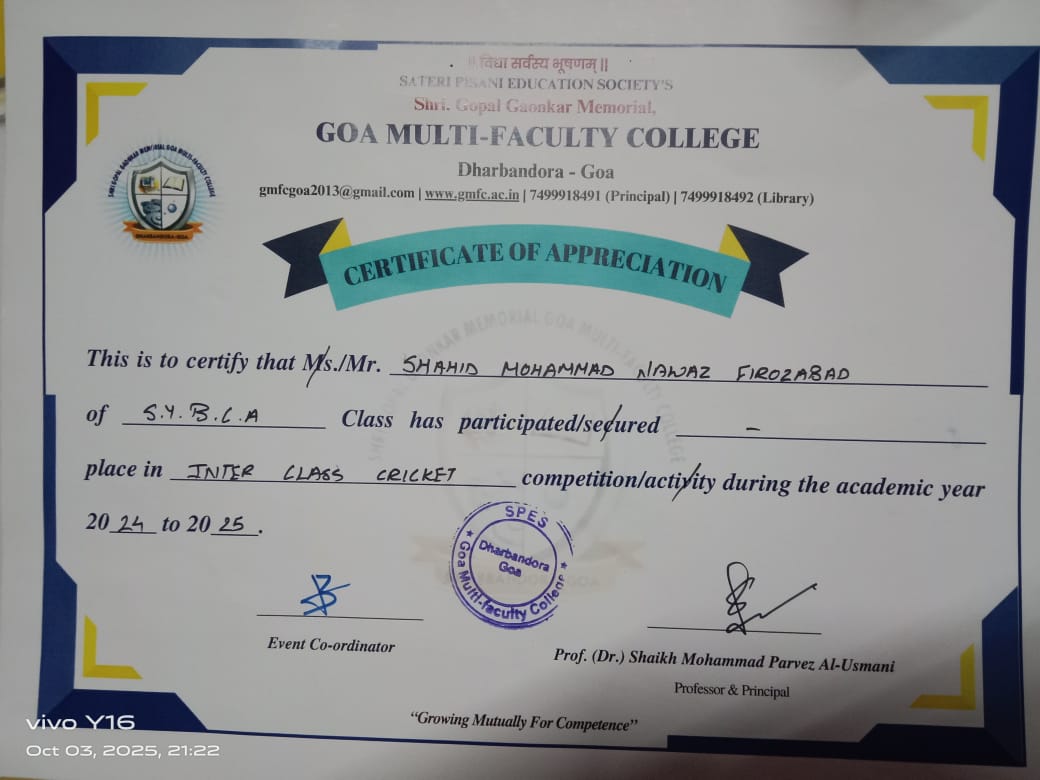 ॥ विद्या सर्वस्य भूषणम् ॥
SATERI PISANI EDUCATION SOCIETY'S
Shri. Gopal Gaonkar Memorial,
GOA MULTI-FACULTY COLLEGE
Dharbandora - Goa
gmfcgoa2013@gmail.com | www.gmfc.ac.in | 7499918491 (Principal) | 7499918492 (Library)
SHRI GOPAL GAONKAR MEMORIAL GOA MULTI-FACULTY COLLEGE
DHARBANDORA-GOA
CERTIFICATE OF APPRECIATION
This is to certify that Ms./Mr. SHAHID MOHAMMAD NAWAZ FIROZABAD
of S.Y.B.C.A Class has participated/secured -
place in INTER CLASS CRICKET competition/activity during the academic year
2024 to 2025.
SPES
Dharbandora
Goa
Goa Multi-faculty College
Event Co-ordinator
Prof. (Dr.) Shaikh Mohammad Parvez Al-Usmani
Professor & Principal
“Growing Mutually For Competence”
vivo Y16
Oct 03, 2025, 21:22